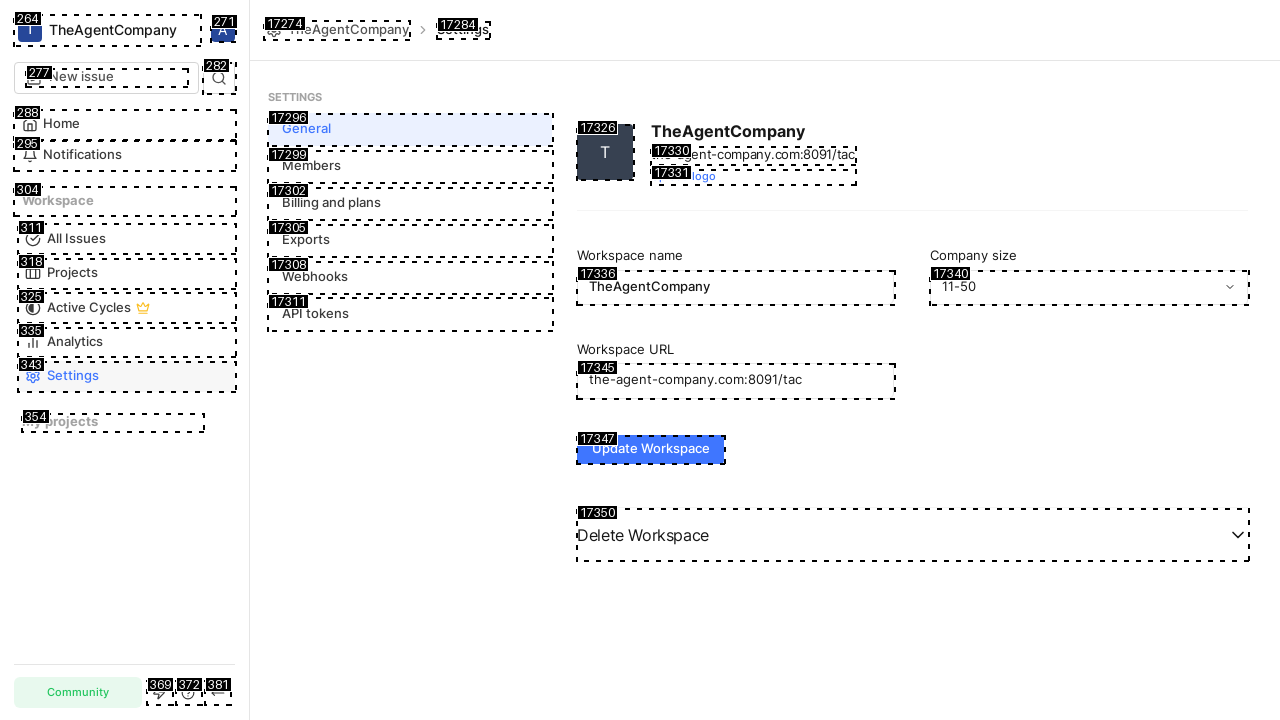 264
T
TheAgentCompany
271
A
277
New issue
282
288
Home
295
Notifications
304
Workspace
311
All Issues
318
Projects
325
Active Cycles
335
Analytics
343
Settings
354
My projects
Community
369
372
381
17274
TheAgentCompany
17284
Settings
SETTINGS
17296
General
17299
Members
17302
Billing and plans
17305
Exports
17308
Webhooks
17311
API tokens
17326
T
TheAgentCompany
17330
the-agent-company.com:8091/tac
17331
logo
Workspace name
17336
TheAgentCompany
Company size
17340
11-50
Workspace URL
17345
the-agent-company.com:8091/tac
17347
Update Workspace
17350
Delete Workspace